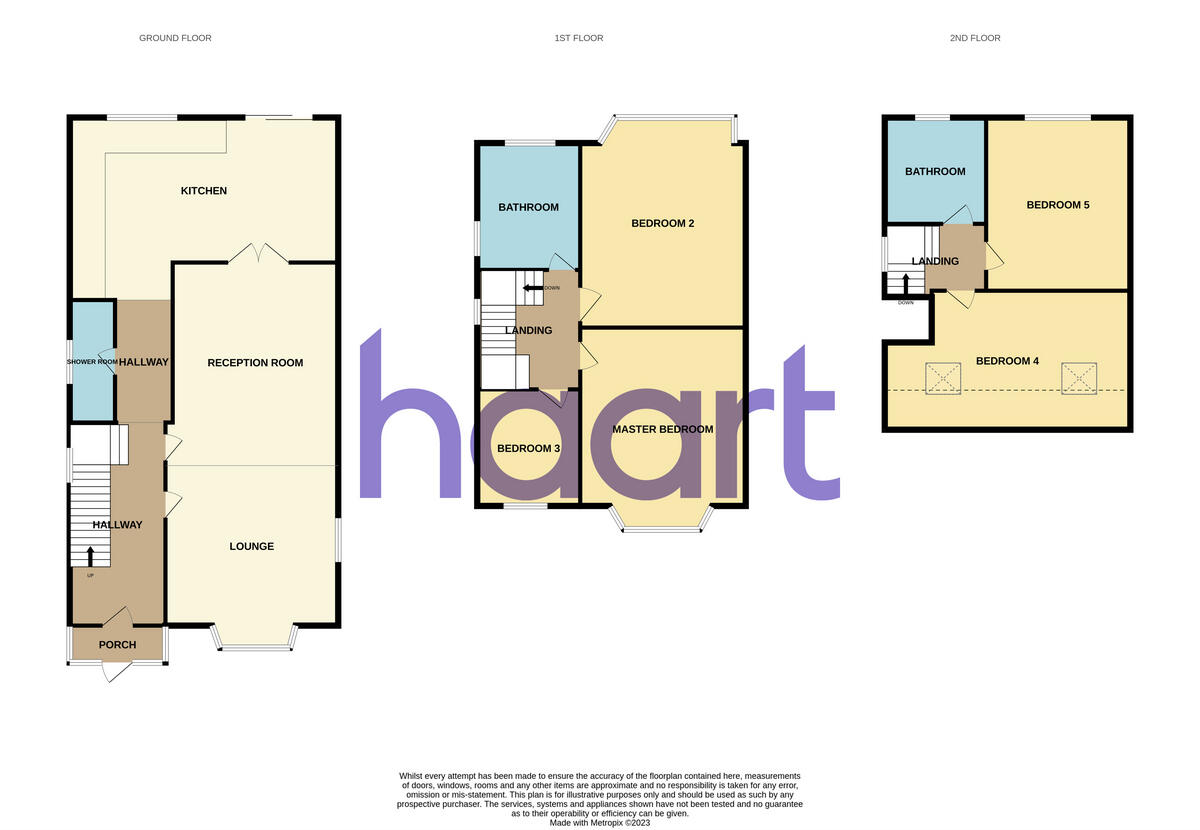 GROUND FLOOR
1ST FLOOR
2ND FLOOR
KITCHEN
SHOWER ROOM
HALLWAY
RECEPTION ROOM
HALLWAY
UP
LOUNGE
PORCH
BATHROOM
BEDROOM 2
DOWN
LANDING
MASTER BEDROOM
BEDROOM 3
BATHROOM
BEDROOM 5
LANDING
DOWN
BEDROOM 4
haart
Whilst every attempt has been made to ensure the accuracy of the floorplan contained here, measurements
of doors, windows, rooms and any other items are approximate and no responsibility is taken for any error,
omission or mis-statement. This plan is for illustrative purposes only and should be used as such by any
prospective purchaser. The services, systems and appliances shown have not been tested and no guarantee
as to their operability or efficiency can be given.
Made with Metropix ©2023